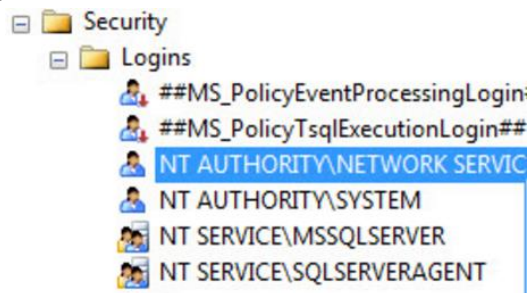 Security
Logins
##MS_PolicyEventProcessingLogin#
##MS_PolicyTsqlExecutionLogin##
NT AUTHORITY\NETWORK SERVIC
NT AUTHORITY\SYSTEM
NT SERVICE\MSSQLSERVER
NT SERVICE\SQLSERVERAGENT